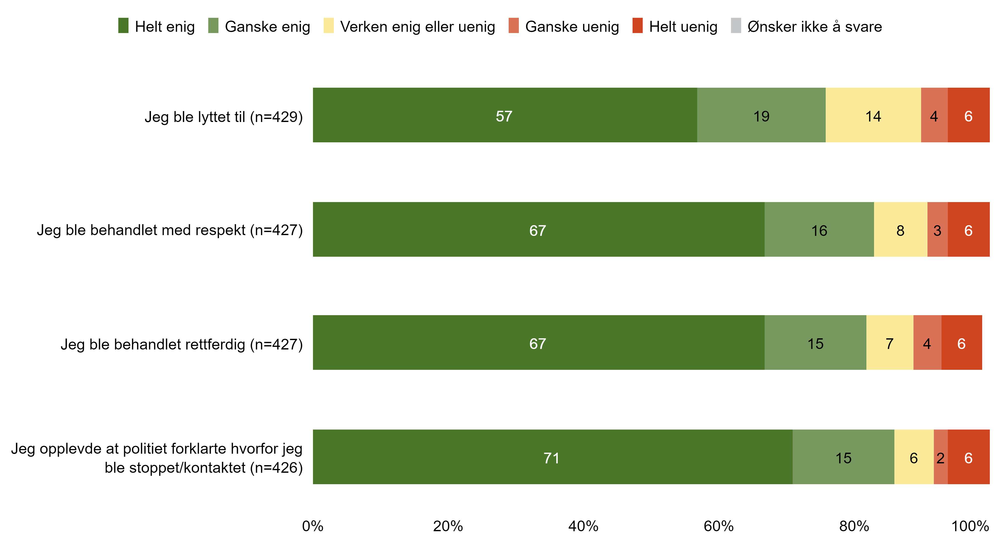 Helt enig Ganske enig Verken enig eller uenig Ganske uenig Helt uenig Ønsker ikke å svare
Jeg ble lyttet til (n=429) 57 19 14 4 6
Jeg ble behandlet med respekt (n=427) 67 16 8 3 6
Jeg ble behandlet rettferdig (n=427) 67 15 7 4 6
Jeg opplevde at politiet forklarte hvorfor jeg
ble stoppet/kontaktet (n=426) 71 15 6 2 6
0% 20% 40% 60% 80% 100%